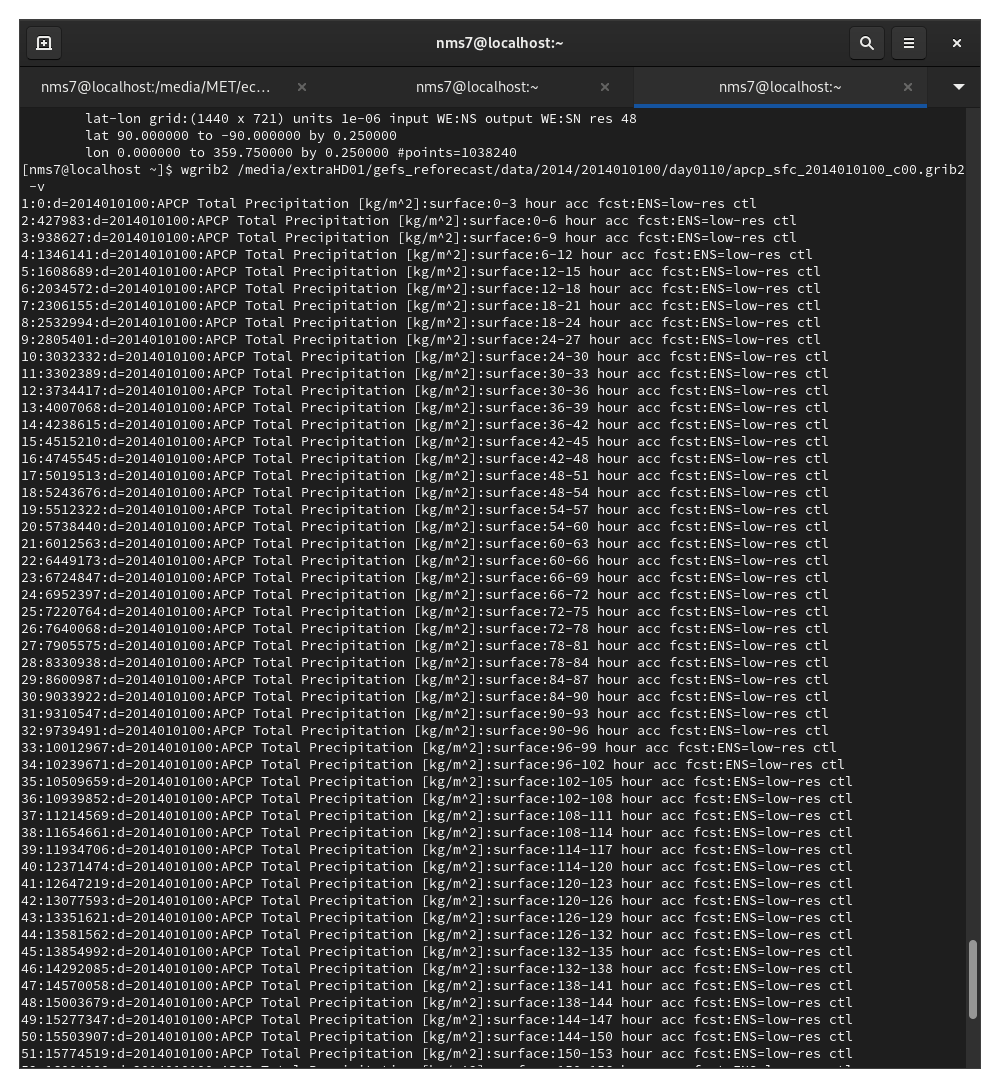 nms7@localhost:~
nms7@localhost:/media/MET/ec... nms7@localhost:~ nms7@localhost:~
lat-lon grid:(1440 x 721) units 1e-06 input WE:NS output WE:SN res 48
lat 90.000000 to -90.000000 by 0.250000
lon 0.000000 to 359.750000 by 0.250000 #points=1038240
[nms7@localhost ~]$ wgrib2 /media/extraHD01/gefs_reforecast/data/2014/2014010100/day0110/apcp_sfc_2014010100_c00.grib2
-v
1:0:d=2014010100:APCP Total Precipitation [kg/m^2]:surface:0-3 hour acc fcst:ENS=low-res ctl
2:427983:d=2014010100:APCP Total Precipitation [kg/m^2]:surface:0-6 hour acc fcst:ENS=low-res ctl
3:938627:d=2014010100:APCP Total Precipitation [kg/m^2]:surface:6-9 hour acc fcst:ENS=low-res ctl
4:1346141:d=2014010100:APCP Total Precipitation [kg/m^2]:surface:6-12 hour acc fcst:ENS=low-res ctl
5:1608689:d=2014010100:APCP Total Precipitation [kg/m^2]:surface:12-15 hour acc fcst:ENS=low-res ctl
6:2034572:d=2014010100:APCP Total Precipitation [kg/m^2]:surface:12-18 hour acc fcst:ENS=low-res ctl
7:2306155:d=2014010100:APCP Total Precipitation [kg/m^2]:surface:18-21 hour acc fcst:ENS=low-res ctl
8:2532994:d=2014010100:APCP Total Precipitation [kg/m^2]:surface:18-24 hour acc fcst:ENS=low-res ctl
9:2805401:d=2014010100:APCP Total Precipitation [kg/m^2]:surface:24-27 hour acc fcst:ENS=low-res ctl
10:3032332:d=2014010100:APCP Total Precipitation [kg/m^2]:surface:24-30 hour acc fcst:ENS=low-res ctl
11:3302389:d=2014010100:APCP Total Precipitation [kg/m^2]:surface:30-33 hour acc fcst:ENS=low-res ctl
12:3734417:d=2014010100:APCP Total Precipitation [kg/m^2]:surface:30-36 hour acc fcst:ENS=low-res ctl
13:4007068:d=2014010100:APCP Total Precipitation [kg/m^2]:surface:36-39 hour acc fcst:ENS=low-res ctl
14:4238615:d=2014010100:APCP Total Precipitation [kg/m^2]:surface:36-42 hour acc fcst:ENS=low-res ctl
15:4515210:d=2014010100:APCP Total Precipitation [kg/m^2]:surface:42-45 hour acc fcst:ENS=low-res ctl
16:4745545:d=2014010100:APCP Total Precipitation [kg/m^2]:surface:42-48 hour acc fcst:ENS=low-res ctl
17:5019513:d=2014010100:APCP Total Precipitation [kg/m^2]:surface:48-51 hour acc fcst:ENS=low-res ctl
18:5243676:d=2014010100:APCP Total Precipitation [kg/m^2]:surface:48-54 hour acc fcst:ENS=low-res ctl
19:5512322:d=2014010100:APCP Total Precipitation [kg/m^2]:surface:54-57 hour acc fcst:ENS=low-res ctl
20:5738440:d=2014010100:APCP Total Precipitation [kg/m^2]:surface:54-60 hour acc fcst:ENS=low-res ctl
21:6012563:d=2014010100:APCP Total Precipitation [kg/m^2]:surface:60-63 hour acc fcst:ENS=low-res ctl
22:6449173:d=2014010100:APCP Total Precipitation [kg/m^2]:surface:60-66 hour acc fcst:ENS=low-res ctl
23:6724847:d=2014010100:APCP Total Precipitation [kg/m^2]:surface:66-69 hour acc fcst:ENS=low-res ctl
24:6952397:d=2014010100:APCP Total Precipitation [kg/m^2]:surface:66-72 hour acc fcst:ENS=low-res ctl
25:7220764:d=2014010100:APCP Total Precipitation [kg/m^2]:surface:72-75 hour acc fcst:ENS=low-res ctl
26:7640068:d=2014010100:APCP Total Precipitation [kg/m^2]:surface:72-78 hour acc fcst:ENS=low-res ctl
27:7905575:d=2014010100:APCP Total Precipitation [kg/m^2]:surface:78-81 hour acc fcst:ENS=low-res ctl
28:8330938:d=2014010100:APCP Total Precipitation [kg/m^2]:surface:78-84 hour acc fcst:ENS=low-res ctl
29:8600987:d=2014010100:APCP Total Precipitation [kg/m^2]:surface:84-87 hour acc fcst:ENS=low-res ctl
30:9033922:d=2014010100:APCP Total Precipitation [kg/m^2]:surface:84-90 hour acc fcst:ENS=low-res ctl
31:9310547:d=2014010100:APCP Total Precipitation [kg/m^2]:surface:90-93 hour acc fcst:ENS=low-res ctl
32:9739491:d=2014010100:APCP Total Precipitation [kg/m^2]:surface:90-96 hour acc fcst:ENS=low-res ctl
33:10012967:d=2014010100:APCP Total Precipitation [kg/m^2]:surface:96-99 hour acc fcst:ENS=low-res ctl
34:10239671:d=2014010100:APCP Total Precipitation [kg/m^2]:surface:96-102 hour acc fcst:ENS=low-res ctl
35:10509659:d=2014010100:APCP Total Precipitation [kg/m^2]:surface:102-105 hour acc fcst:ENS=low-res ctl
36:10939852:d=2014010100:APCP Total Precipitation [kg/m^2]:surface:102-108 hour acc fcst:ENS=low-res ctl
37:11214569:d=2014010100:APCP Total Precipitation [kg/m^2]:surface:108-111 hour acc fcst:ENS=low-res ctl
38:11654661:d=2014010100:APCP Total Precipitation [kg/m^2]:surface:108-114 hour acc fcst:ENS=low-res ctl
39:11934706:d=2014010100:APCP Total Precipitation [kg/m^2]:surface:114-117 hour acc fcst:ENS=low-res ctl
40:12371474:d=2014010100:APCP Total Precipitation [kg/m^2]:surface:114-120 hour acc fcst:ENS=low-res ctl
41:12647219:d=2014010100:APCP Total Precipitation [kg/m^2]:surface:120-123 hour acc fcst:ENS=low-res ctl
42:13077593:d=2014010100:APCP Total Precipitation [kg/m^2]:surface:120-126 hour acc fcst:ENS=low-res ctl
43:13351621:d=2014010100:APCP Total Precipitation [kg/m^2]:surface:126-129 hour acc fcst:ENS=low-res ctl
44:13581562:d=2014010100:APCP Total Precipitation [kg/m^2]:surface:126-132 hour acc fcst:ENS=low-res ctl
45:13854992:d=2014010100:APCP Total Precipitation [kg/m^2]:surface:132-135 hour acc fcst:ENS=low-res ctl
46:14292085:d=2014010100:APCP Total Precipitation [kg/m^2]:surface:132-138 hour acc fcst:ENS=low-res ctl
47:14570058:d=2014010100:APCP Total Precipitation [kg/m^2]:surface:138-141 hour acc fcst:ENS=low-res ctl
48:15003679:d=2014010100:APCP Total Precipitation [kg/m^2]:surface:138-144 hour acc fcst:ENS=low-res ctl
49:15277347:d=2014010100:APCP Total Precipitation [kg/m^2]:surface:144-147 hour acc fcst:ENS=low-res ctl
50:15503907:d=2014010100:APCP Total Precipitation [kg/m^2]:surface:144-150 hour acc fcst:ENS=low-res ctl
51:15774519:d=2014010100:APCP Total Precipitation [kg/m^2]:surface:150-153 hour acc fcst:ENS=low-res ctl